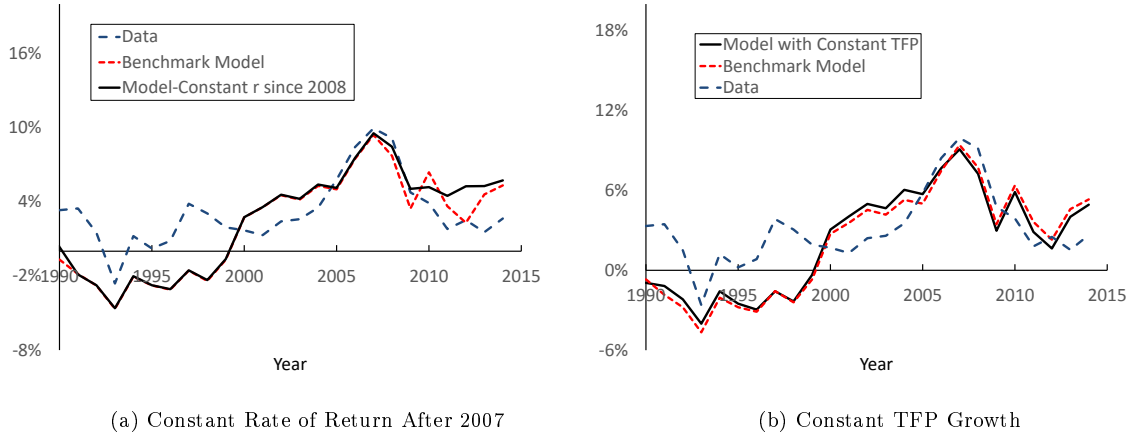 16%
10%
4%
-2%
-8%
Data
Benchmark Model
Model-Constant r since 2008
1990
1995
2000
2005
2010
2015
Year
(a) Constant Rate of Return After 2007
18%
12%
6%
0%
-6%
Model with Constant TFP
Benchmark Model
Data
1990
1995
2000
2005
2010
2015
Year
(b) Constant TFP Growth